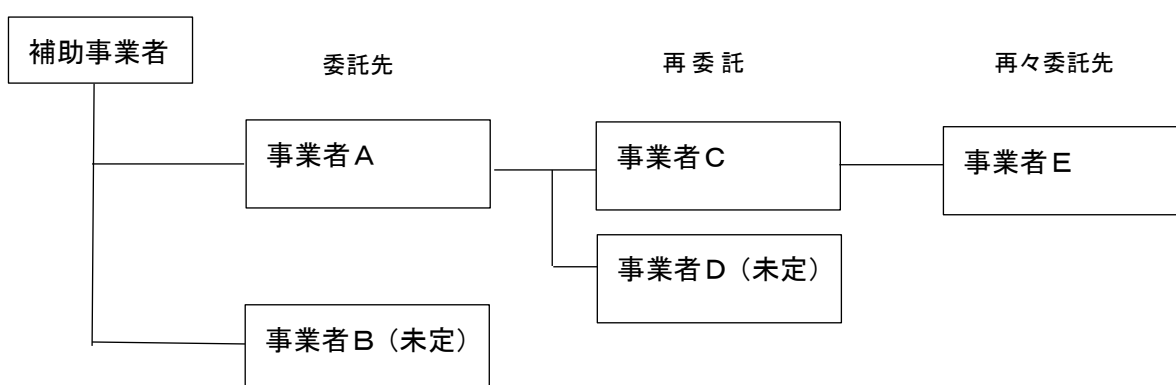 補助事業者
委託先
再委託
再々委託先
事業者A
事業者C
事業者E
事業者D（未定）
事業者B（未定）